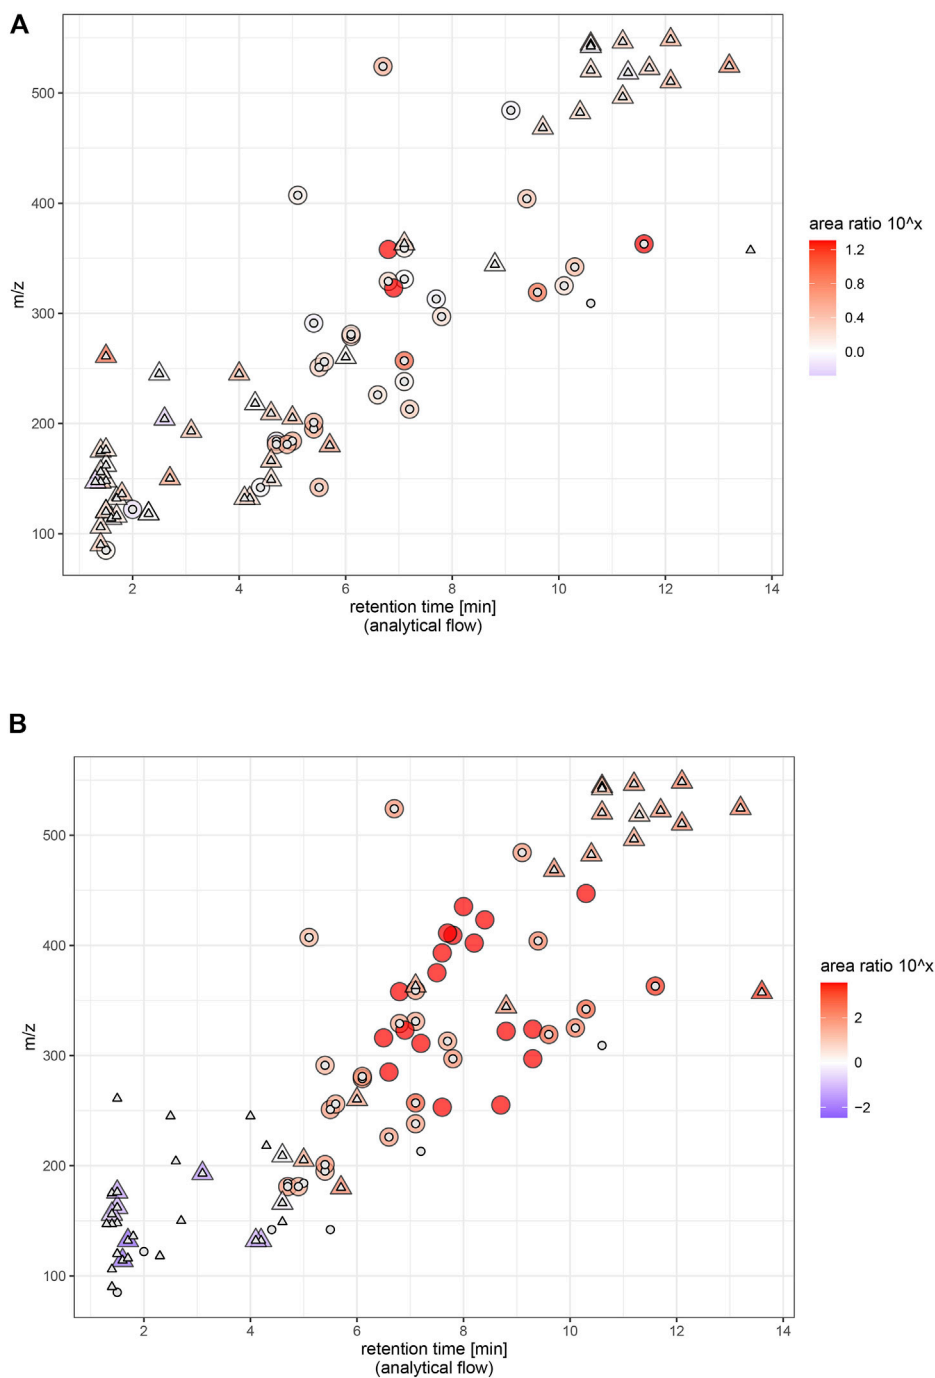 A
m/z
500
400
300
200
100
2 4 6 8 10 12 14
retention time [min]
(analytical flow)
area ratio 10^x
1.2
0.8
0.4
0.0
B
m/z
500
400
300
200
100
2 4 6 8 10 12 14
retention time [min]
(analytical flow)
area ratio 10^x
2
0
−2